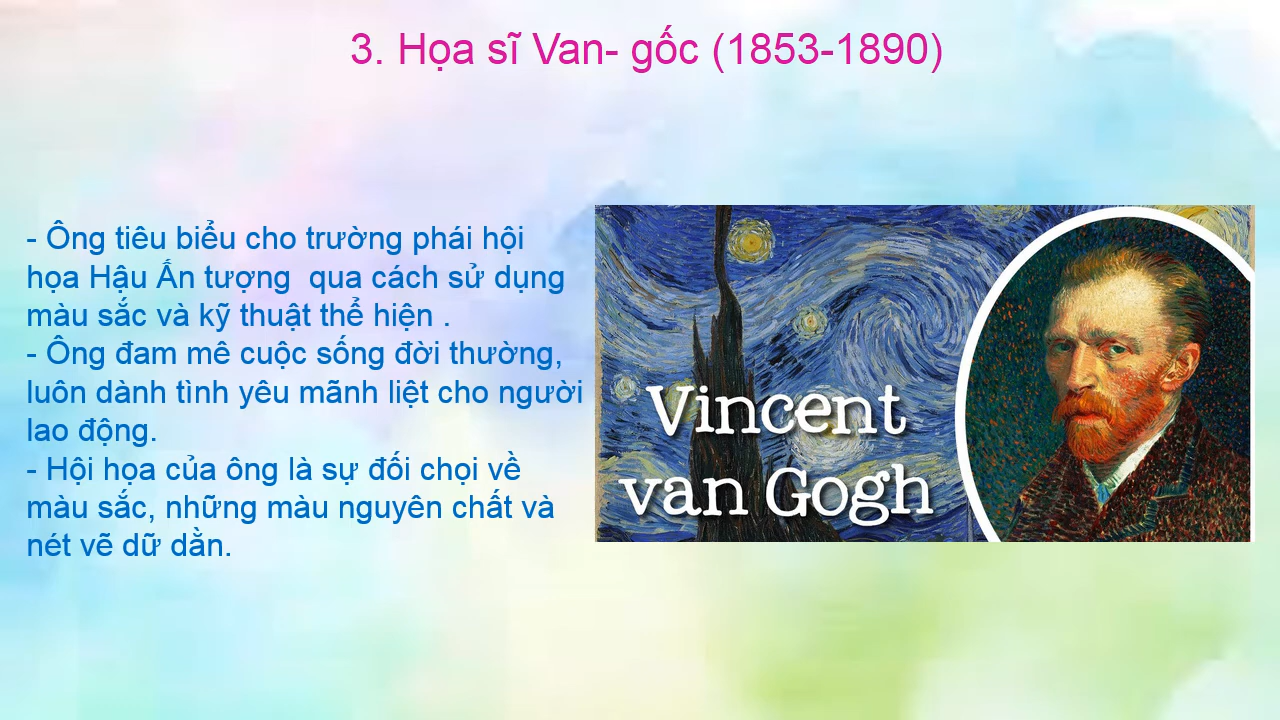 3. Họa sĩ Van- gốc (1853-1890)
- Ông tiêu biểu cho trường phái hội
họa Hậu Ấn tượng  qua cách sử dụng
màu sắc và kỹ thuật thể hiện .
- Ông đam mê cuộc sống đời thường,
luôn dành tình yêu mãnh liệt cho người
lao động.
- Hội họa của ông là sự đối chọi về
màu sắc, những màu nguyên chất và
nét vẽ dữ dằn.
Vincent
van Gogh